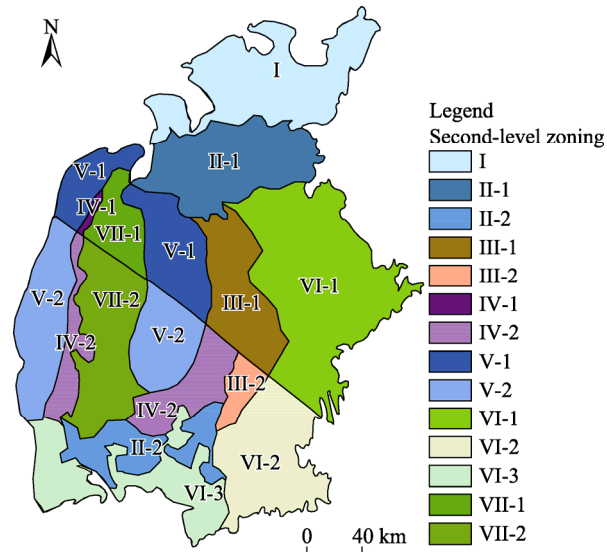 N
I
II-1
V-1
IV-1
VII-1
V-1
VI-1
V-2
VII-2
III-1
IV-2
V-2
III-2
IV-2
II-2
VI-2
VI-3
0 40 km
Legend
Second-level zoning
I
II-1
II-2
III-1
III-2
IV-1
IV-2
V-1
V-2
VI-1
VI-2
VI-3
VII-1
VII-2